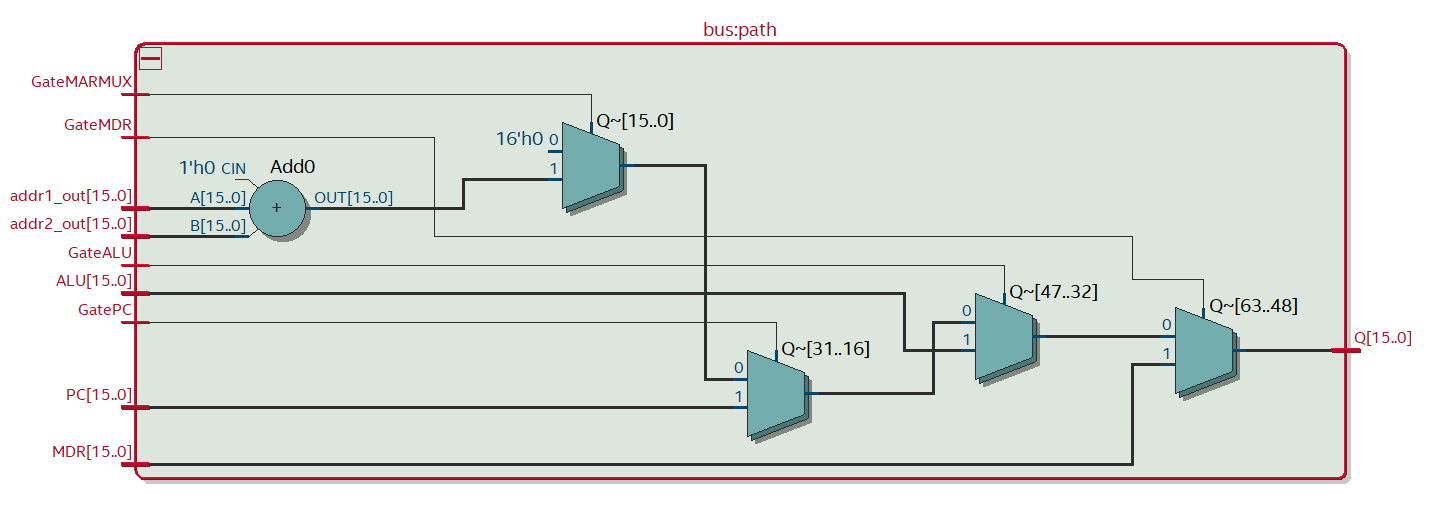 bus:path
GateMARMUX
GateMDR
Q~[15..0]
16'h0 0
1
1'h0 CIN
Add0
addr1_out[15..0]
A[15..0]
+
OUT[15..0]
addr2_out[15..0]
B[15..0]
GateALU
ALU[15..0]
Q~[47..32]
GatePC
0
1
Q~[63..48]
0
1
Q[15..0]
Q~[31..16]
0
1
PC[15..0]
MDR[15..0]